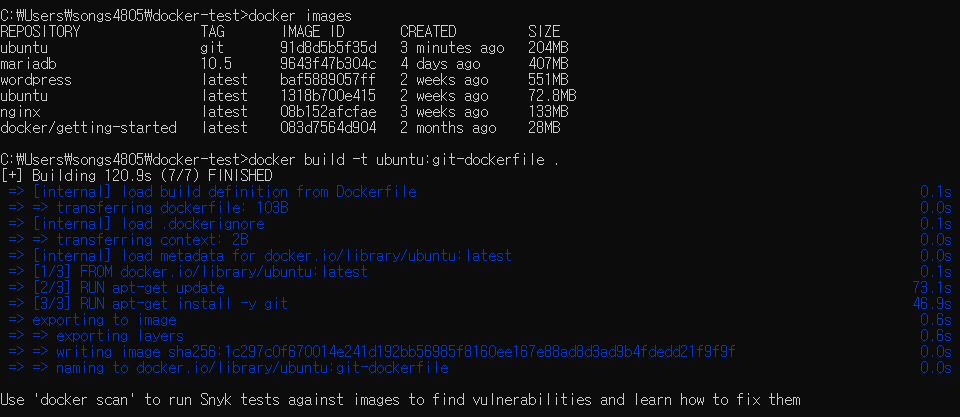 C:₩Users₩songs4805₩docker-test>docker images
REPOSITORY TAG IMAGE ID CREATED SIZE
ubuntu git 91d8d5b5f35d 3 minutes ago 204MB
mariadb 10.5 9643f47b304c 4 days ago 407MB
wordpress latest baf5889057ff 2 weeks ago 551MB
ubuntu latest 1318b700e415 2 weeks ago 72.8MB
nginx latest 08b152afcfae 3 weeks ago 133MB
docker/getting-started latest 083d7564d904 2 months ago 28MB
C:₩Users₩songs4805₩docker-test>docker build -t ubuntu:git-dockerfile .
[+] Building 120.9s (7/7) FINISHED
=> [internal] load build definition from Dockerfile 0.1s
=> => transferring dockerfile: 103B 0.0s
=> [internal] load .dockerignore 0.1s
=> => transferring context: 2B 0.0s
=> [internal] load metadata for docker.io/library/ubuntu:latest 0.0s
=> [1/3] FROM docker.io/library/ubuntu:latest 0.1s
=> [2/3] RUN apt-get update 73.1s
=> [3/3] RUN apt-get install -y git 46.9s
=> exporting to image 0.6s
=> => exporting layers 0.6s
=> => writing image sha256:1c297c0f670014e241d192bb56985f8160ee167e88ad8d3ad9b4fdedd21f9f9f 0.0s
=> => naming to docker.io/library/ubuntu:git-dockerfile 0.0s
Use 'docker scan' to run Snyk tests against images to find vulnerabilities and learn how to fix them